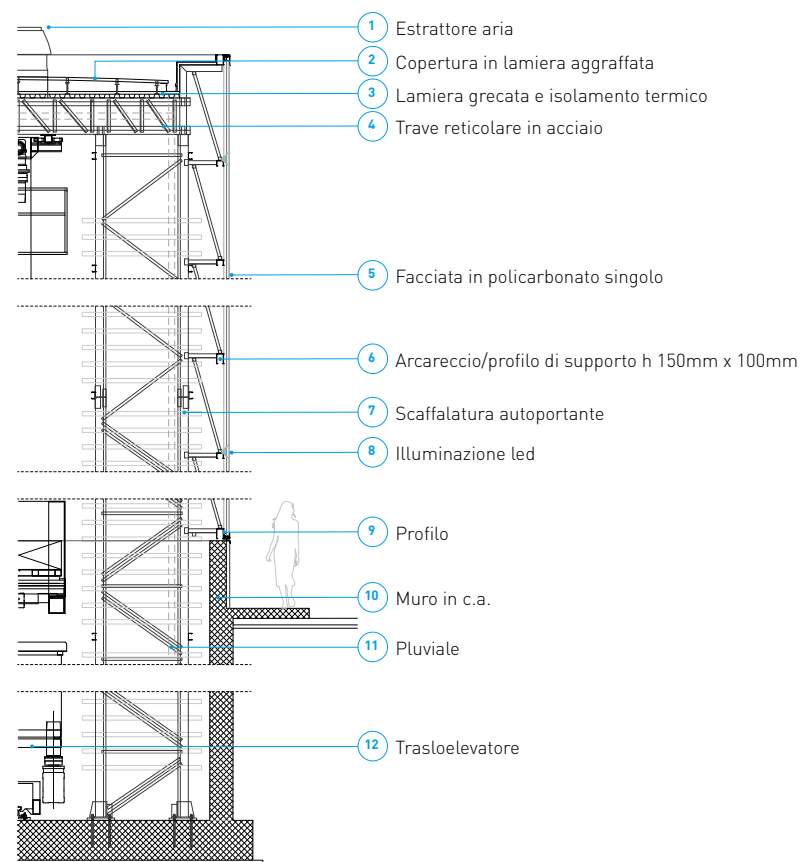 1 Estrattore aria
2 Copertura in lamiera aggraffata
3 Lamiera grecata e isolamento termico
4 Trave reticolare in acciaio
5 Facciata in policarbonato singolo
6 Arcareccio/profilo di supporto h 150mm x 100mm
7 Scaffalatura autoportante
8 Illuminazione led
9 Profilo
10 Muro in c.a.
11 Pluviale
12 Trasloelevatore